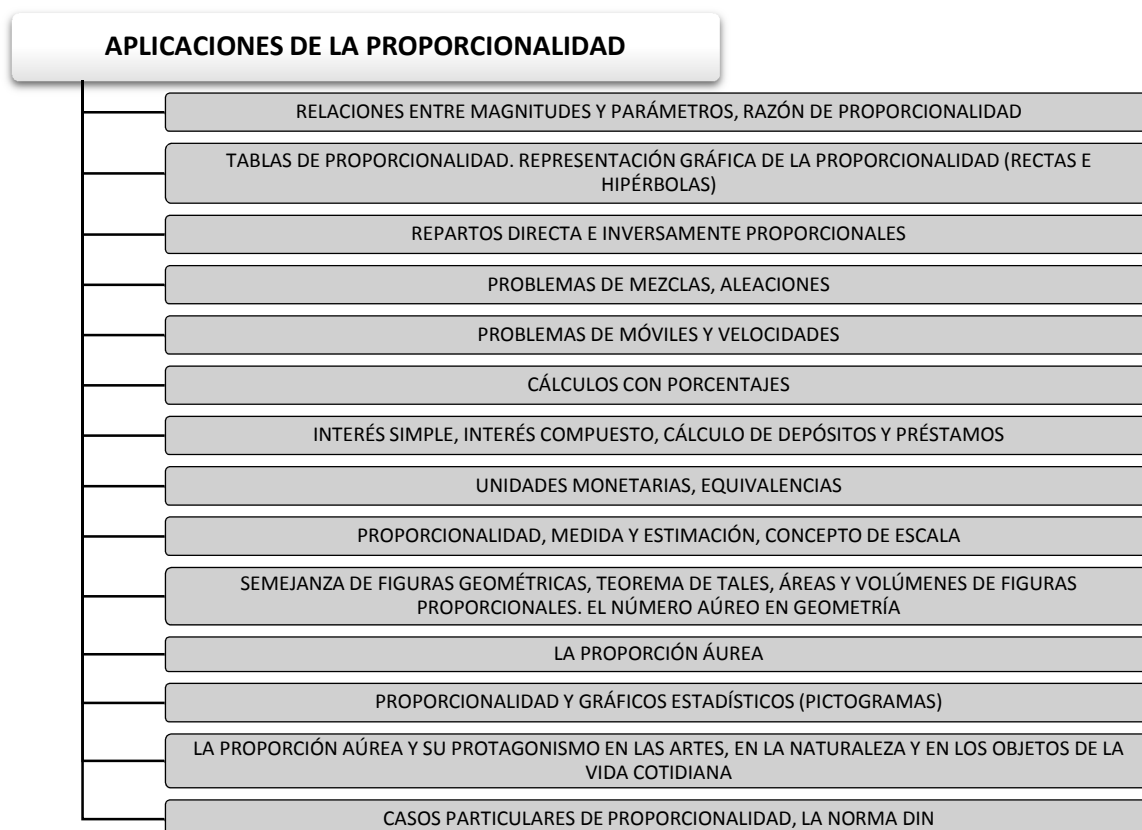 APLICACIONES DE LA PROPORCIONALIDAD
RELACIONES ENTRE MAGNITUDES Y PARÁMETROS, RAZÓN DE PROPORCIONALIDAD
TABLAS DE PROPORCIONALIDAD. REPRESENTACIÓN GRÁFICA DE LA PROPORCIONALIDAD (RECTAS E
HIPÉRBOLAS)
REPARTOS DIRECTA E INVERSAMENTE PROPORCIONALES
PROBLEMAS DE MEZCLAS, ALEACIONES
PROBLEMAS DE MÓVILES Y VELOCIDADES
CÁLCULOS CON PORCENTAJES
INTERÉS SIMPLE, INTERÉS COMPUESTO, CÁLCULO DE DEPÓSITOS Y PRÉSTAMOS
UNIDADES MONETARIAS, EQUIVALENCIAS
PROPORCIONALIDAD, MEDIDA Y ESTIMACIÓN, CONCEPTO DE ESCALA
SEMEJANZA DE FIGURAS GEOMÉTRICAS, TEOREMA DE TALES, ÁREAS Y VOLÚMENES DE FIGURAS
PROPORCIONALES. EL NÚMERO AÚREO EN GEOMETRÍA
LA PROPORCIÓN ÁUREA
PROPORCIONALIDAD Y GRÁFICOS ESTADÍSTICOS (PICTOGRAMAS)
LA PROPORCIÓN AÚREA Y SU PROTAGONISMO EN LAS ARTES, EN LA NATURALEZA Y EN LOS OBJETOS DE LA
VIDA COTIDIANA
CASOS PARTICULARES DE PROPORCIONALIDAD, LA NORMA DIN